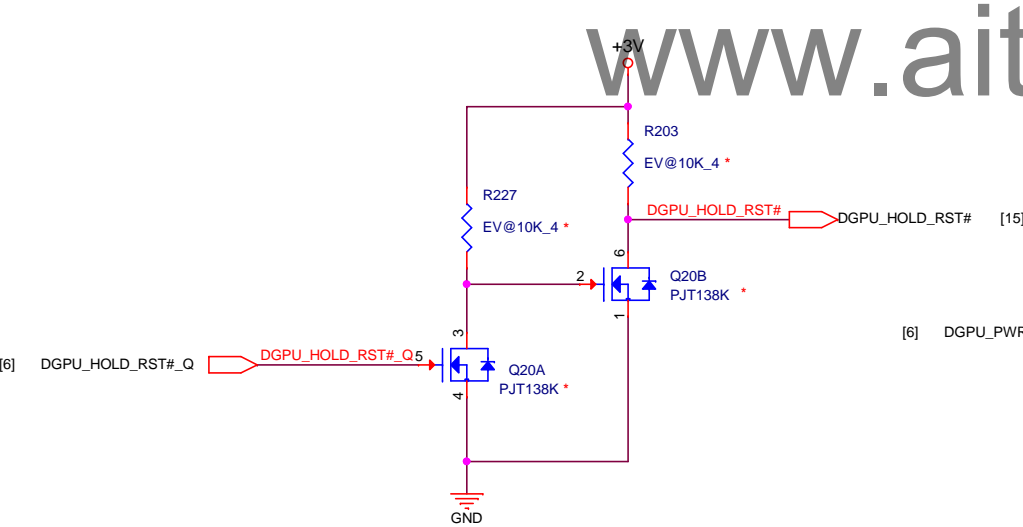 www.ait
+3V
R203
EV@10K_4 *
R227
EV@10K_4 *
DGPU_HOLD_RST#
DGPU_HOLD_RST# [15]
6
2
Q20B
PJT138K *
1
[6] DGPU_PWR
3
[6] DGPU_HOLD_RST#_Q
DGPU_HOLD_RST#_Q
5
Q20A
PJT138K *
4
GND